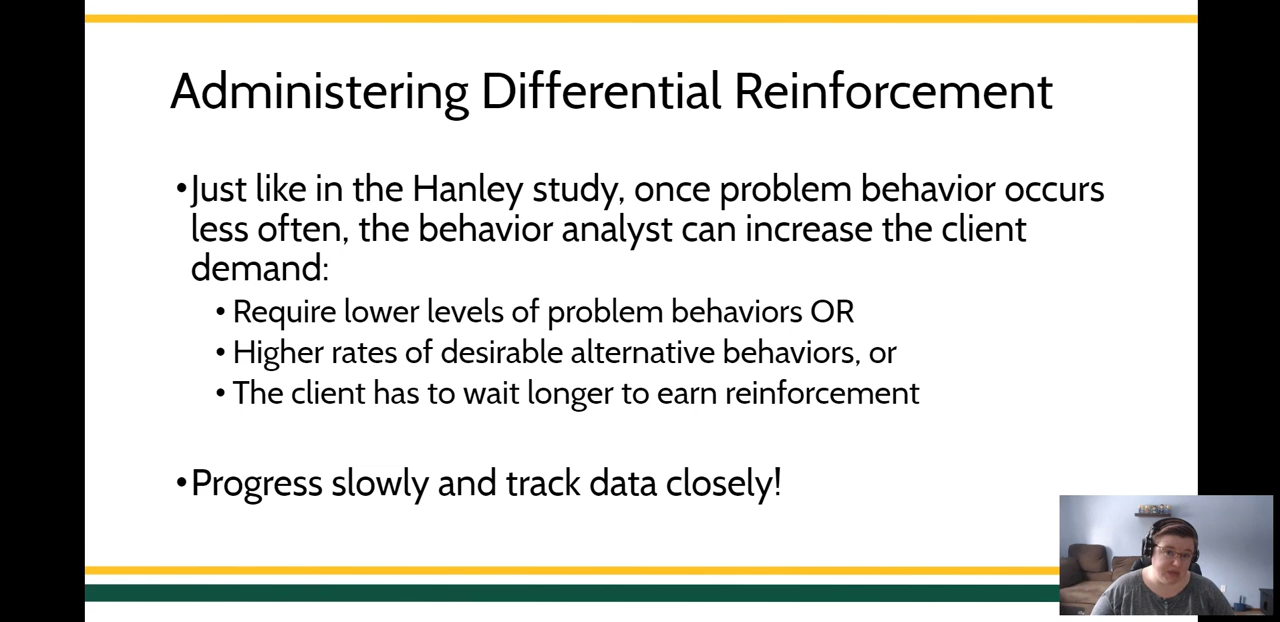 Administering Differential Reinforcement
•Just like in the Hanley study, once problem behavior occurs
less often, the behavior analyst can increase the client
demand:
• Require lower levels of problem behaviors OR
• Higher rates of desirable alternative behaviors, or
• The client has to wait longer to earn reinforcement
•Progress slowly and track data closely!